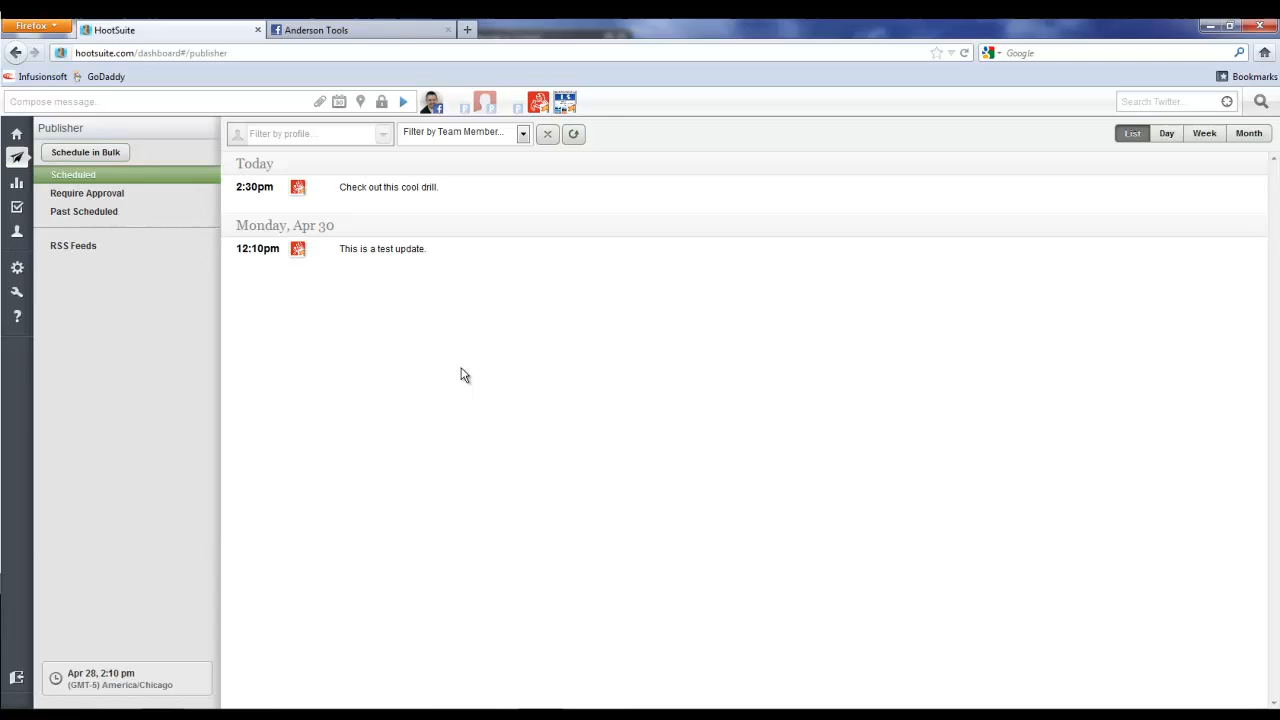 Firefox
HootSuite
Anderson Tools
hootsuite.com/dashboard#/publisher
Google
Infusionsoft
GoDaddy
Bookmarks
Compose message..
Search Twitter...
Publisher
Filter by profile...
Filter by Team Member...
List
Day
Week
Month
Schedule in Bulk
Scheduled
Require Approval
Past Scheduled
RSS Feeds
Today
2:30pm
Check out this cool drill.
Monday, Apr 30
12:10pm
This is a test update.
Apr 28, 2:10 pm
(GMT-5) America/Chicago